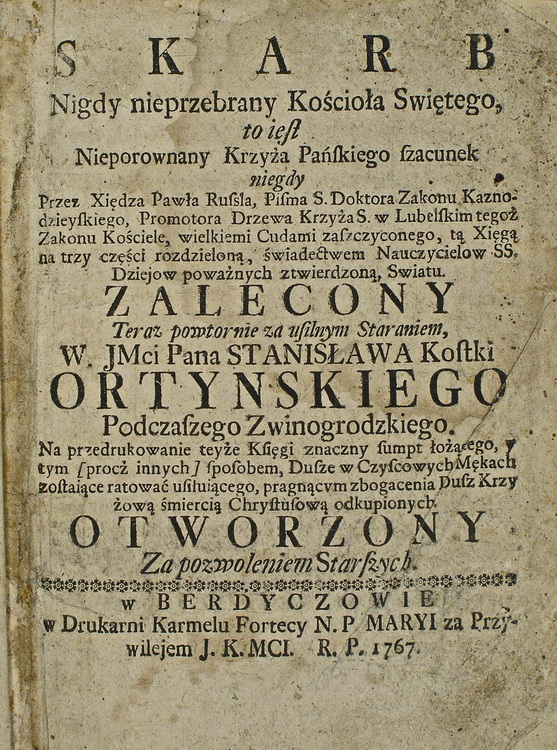 SKARB
Nigdy nieprzebrany Kościoła Swiętego,
to ieſt
Nieporownany Krzyża Pańſkiego ſzacunek
niegdy
Przez Xiędza Pawła Ruſsla, Piſma S. Doktora Zakonu Kazno-
dzieyſkiego, Promotora Drzewa Krzyża S. w Lubelſkim tegoż
Zakonu Kościele, wielkiemi Cudami zaſzczyconego, tą Xięgą
na trzy części rozdzieloną, świadectwem Nauczycielow SS.
Dziejow poważnych ztwierdzoną, Swiatu.
ZALECONY
Teraz powtornie za uſilnym Staraniem,
W. JMci Pana STANISŁAWA Koſtki
ORTYNSKIEGO
Podczaſzego Zwinogrodzkiego.
Na przedrukowanie teyże Kſięgi znaczny ſumpt łożącego, y
tym [procz innych] ſpoſobem, Duſze w Czyſcowych Mękach
zoſtaiące ratować uſiłuiącego, pragnącym zbogacenia Dusz Krzy
żową śmiercią Chryſtuſową odkupionych.
OTWORZONY
Za pozwoleniem Starſzych.
w BERDYCZOWIE
w Drukarni Karmelu Fortecy N. P MARYI za Przy-
wilejem J. K. MCI. R. P. 1767.